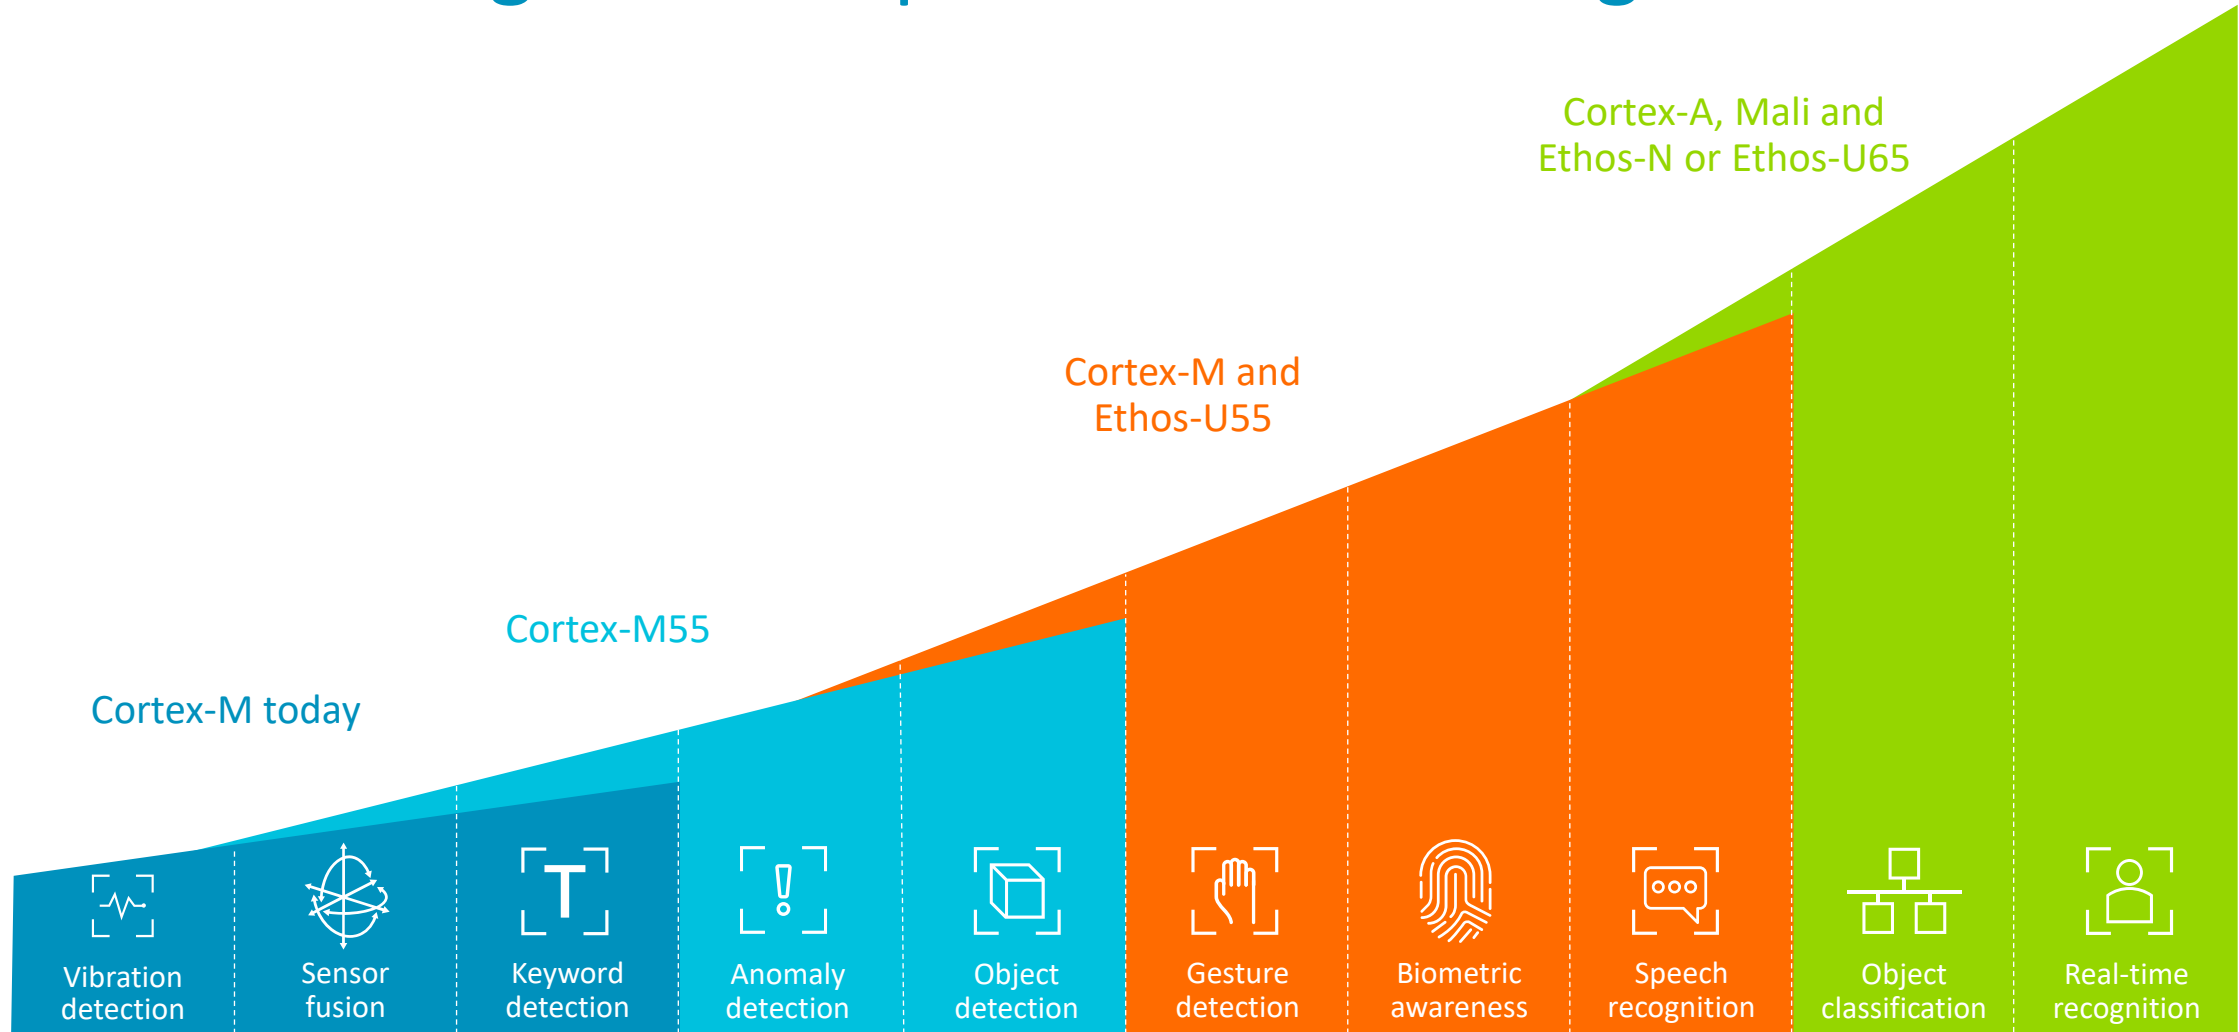 Cortex-A, Mali and
Ethos-N or Ethos-U65
Cortex-M and
Ethos-U55
Cortex-M55
Cortex-M today
T
Vibration
detection
Sensor
fusion
Keyword
detection
Anomaly
detection
Object
detection
Gesture
detection
Biometric
awareness
Speech
recognition
Object
classification
Real-time
recognition